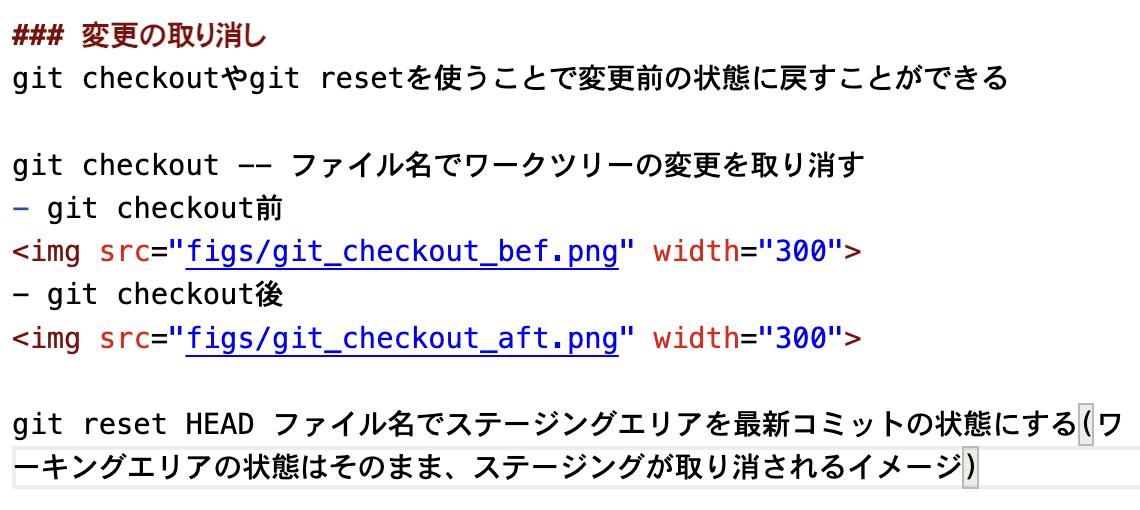 ### 変更の取り消し
git checkoutやgit resetを使うことで変更前の状態に戻すことができる
git checkout -- ファイル名でワークツリーの変更を取り消す
- git checkout前
<img src="figs/git_checkout_bef.png" width="300">
- git checkout後
<img src="figs/git_checkout_aft.png" width="300">
git reset HEAD ファイル名でステージングエリアを最新コミットの状態にする(ワ
ーキングエリアの状態はそのまま、ステージングが取り消されるイメージ)